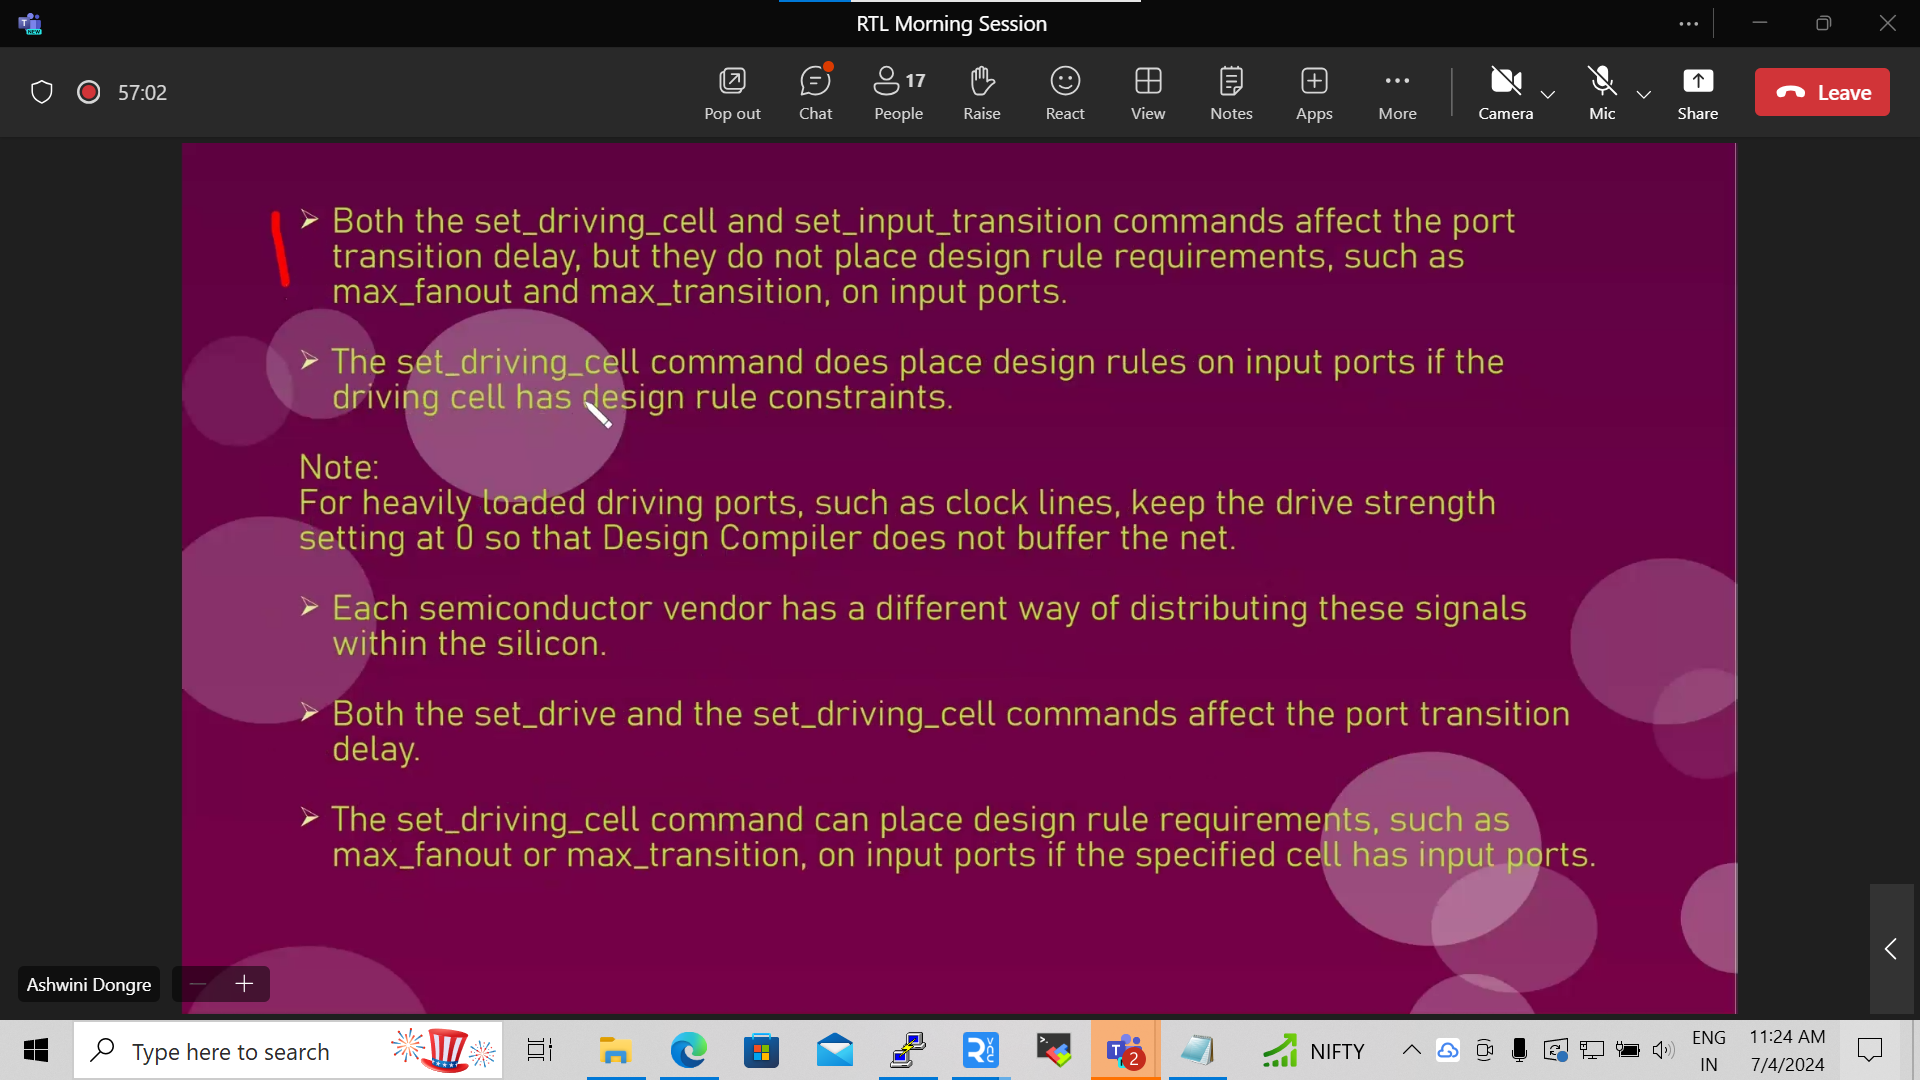 RTL Morning Session
57:02
Pop out
Chat
17
People
Raise
React
View
Notes
Apps
More
Camera
Mic
Share
Leave
Both the set_driving_cell and set_input_transition commands affect the port
transition delay, but they do not place design rule requirements, such as
max_fanout and max_transition, on input ports.
The set_driving_cell command does place design rules on input ports if the
driving cell has design rule constraints.
Note:
For heavily loaded driving ports, such as clock lines, keep the drive strength
setting at 0 so that Design Compiler does not buffer the net.
Each semiconductor vendor has a different way of distributing these signals
within the silicon.
Both the set_drive and the set_driving_cell commands affect the port transition
delay.
The set_driving_cell command can place design rule requirements, such as
max_fanout or max_transition, on input ports if the specified cell has input ports.
Ashwini Dongre
Type here to search
2
NIFTY
ENG
IN
11:24 AM
7/4/2024